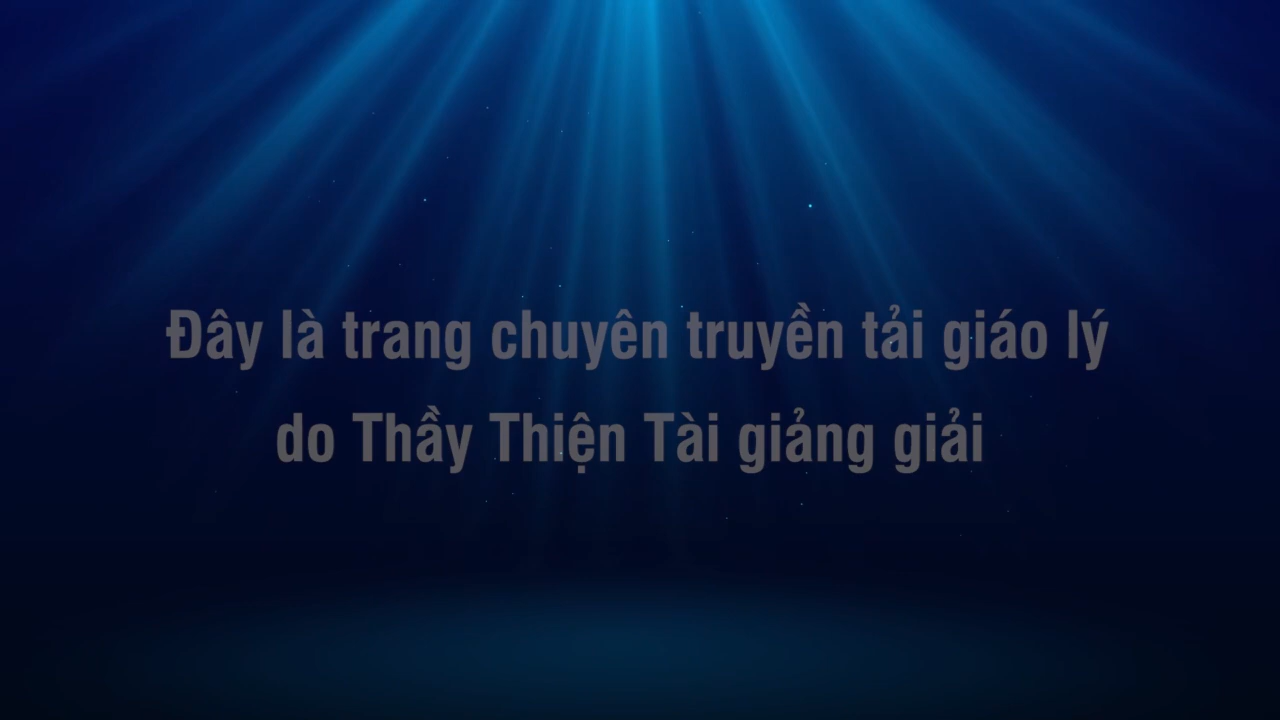 Đây là trang chuyên truyền tải giáo lý
do Thầy Thiện Tài giảng giải